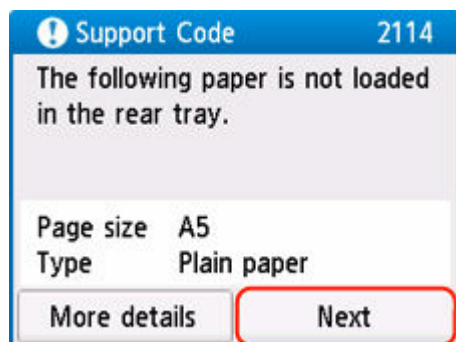 Support Code 2114
The following paper is not loaded
in the rear tray.
Page size A5
Type Plain paper
More details Next